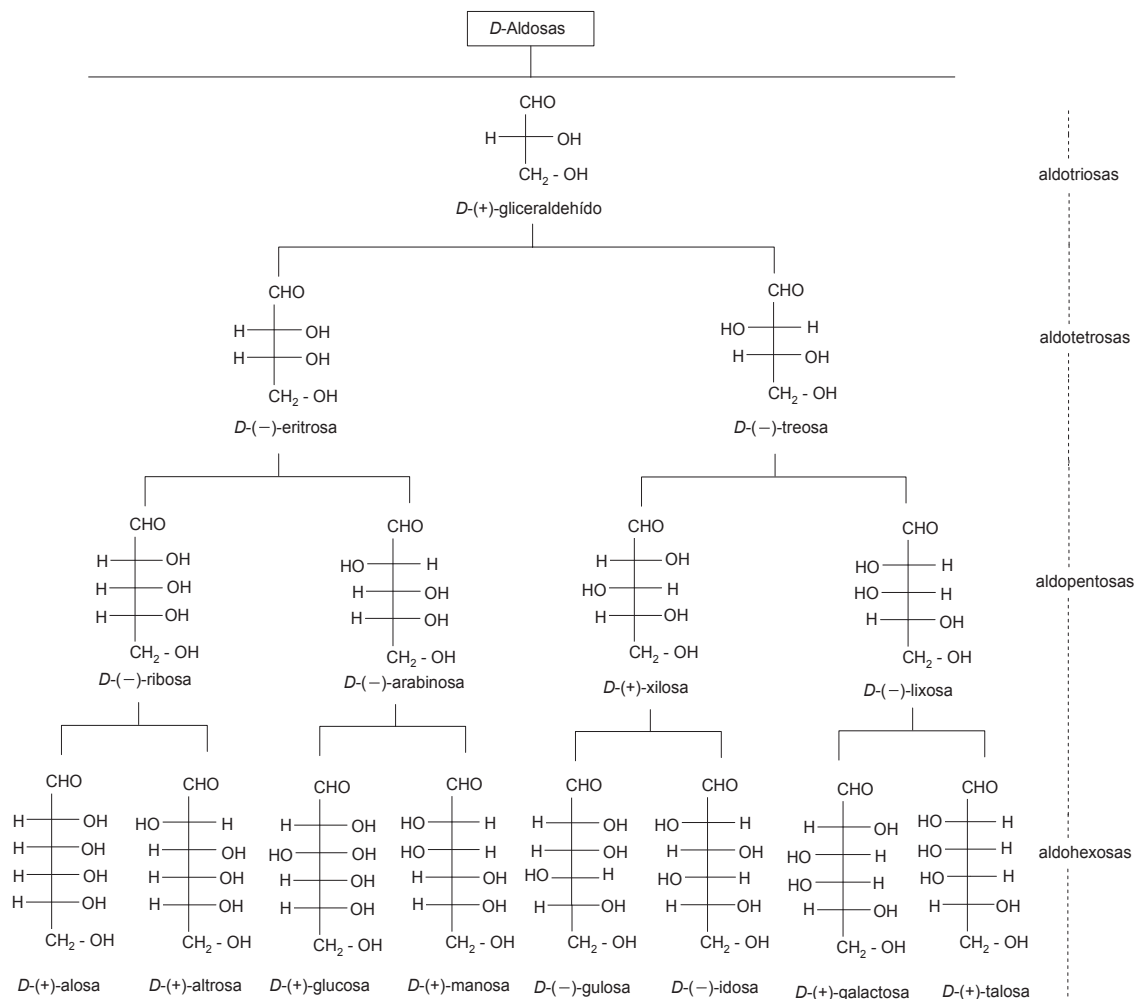 D-Aldosas
CHO
H OH
CH2 - OH
D-(+)-gliceraldehído
aldotriosas
CHO
H OH
H OH
CH2 - OH
D-(−)-eritrosa
CHO
HO H
H OH
CH2 - OH
D-(−)-treosa
aldotetrosas
CHO
H OH
H OH
H OH
CH2 - OH
D-(−)-ribosa
CHO
HO H
H OH
H OH
CH2 - OH
D-(−)-arabinosa
CHO
H OH
HO H
H OH
CH2 - OH
D-(+)-xilosa
CHO
HO H
HO H
H OH
CH2 - OH
D-(−)-lixosa
aldopentosas
CHO
H OH
H OH
H OH
H OH
CH2 - OH
D-(+)-alosa
CHO
HO H
H OH
H OH
H OH
CH2 - OH
D-(+)-altrosa
CHO
H OH
HO OH
H OH
H OH
CH2 - OH
D-(+)-glucosa
CHO
HO H
HO H
H OH
H OH
CH2 - OH
D-(+)-manosa
CHO
H OH
H OH
HO H
H OH
CH2 - OH
D-(−)-gulosa
CHO
HO H
H OH
HO H
H OH
CH2 - OH
D-(−)-idosa
CHO
H OH
HO H
HO H
H OH
CH2 - OH
D-(+)-galactosa
CHO
HO H
HO H
HO H
H OH
CH2 - OH
D-(+)-talosa
aldohexosas